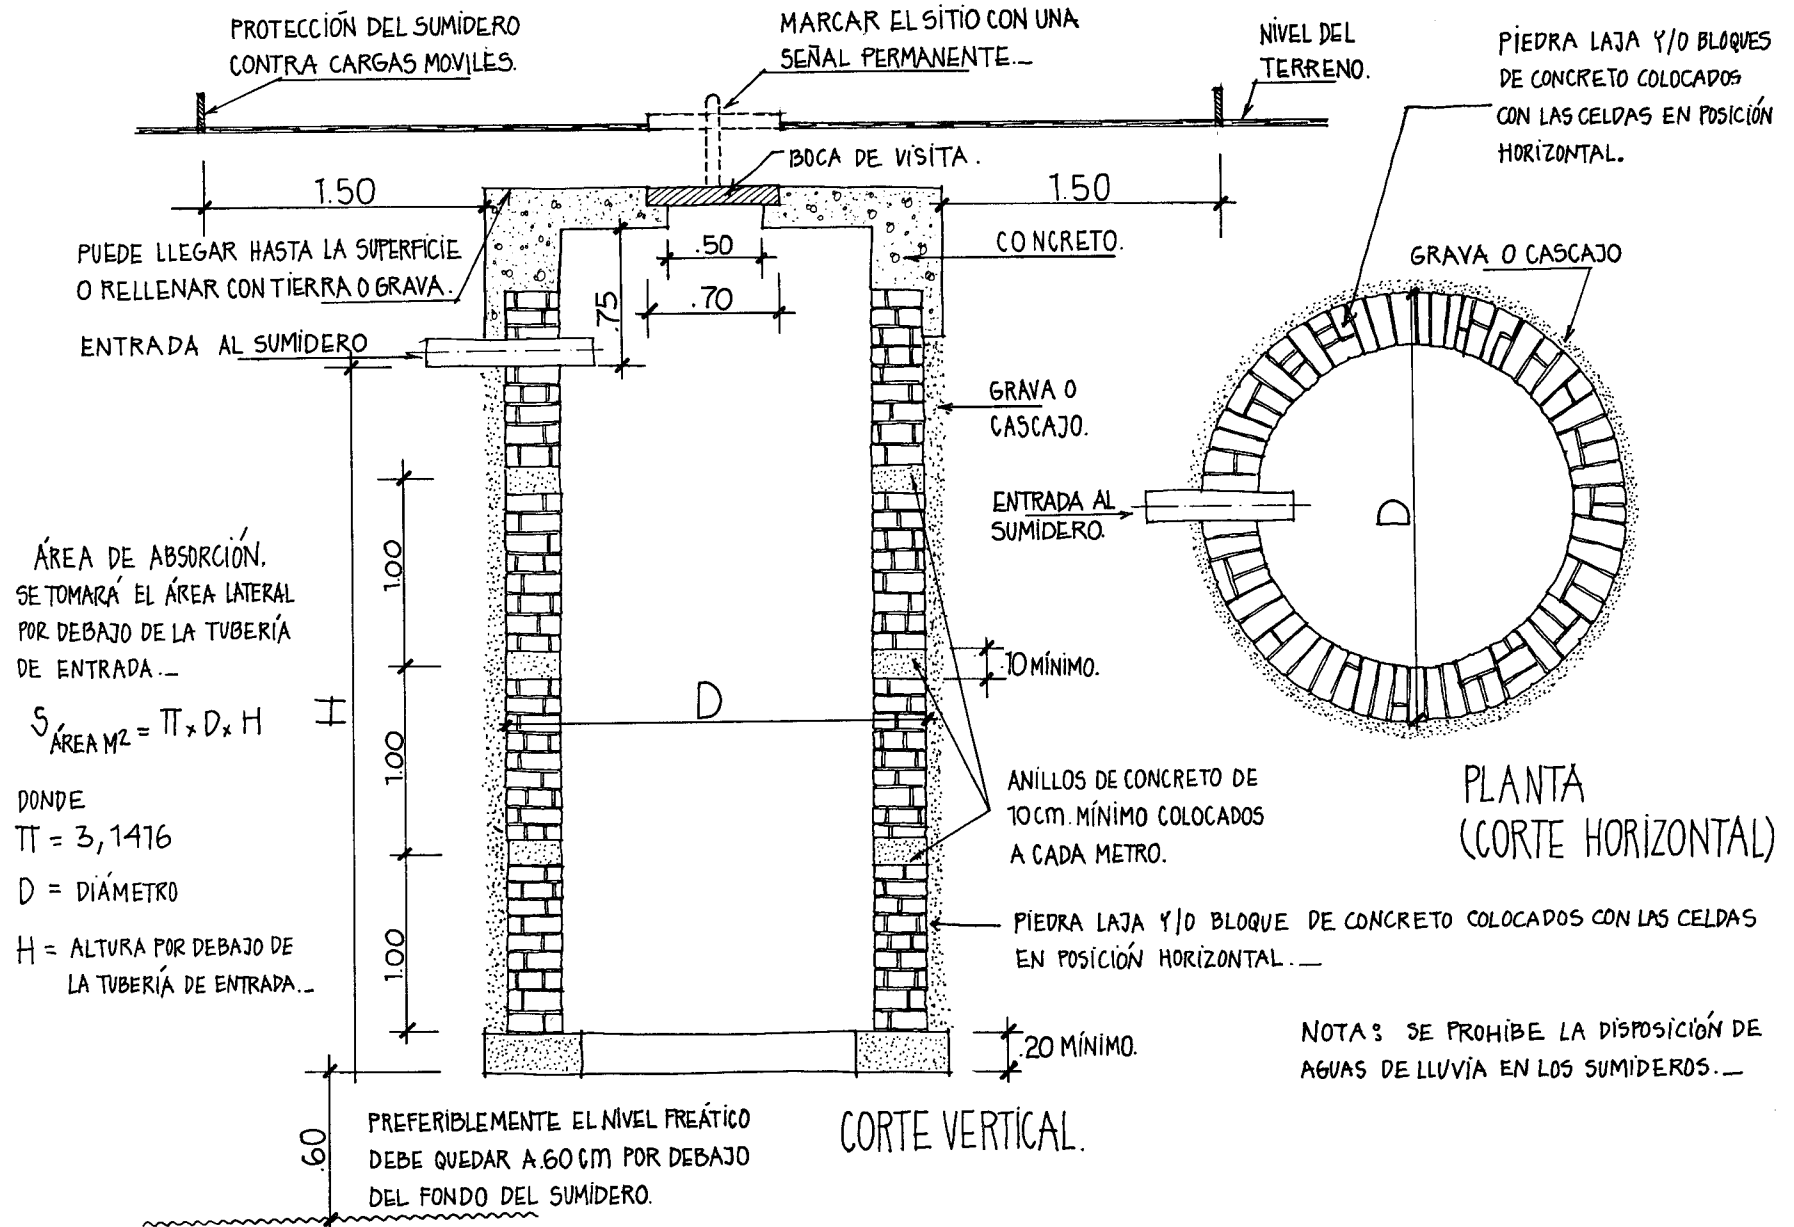 PROTECCIÓN DEL SUMIDERO
CONTRA CARGAS MOVILES.
MARCAR EL SITIO CON UNA
SEÑAL PERMANENTE._
NIVEL DEL
TERRENO.
PIEDRA LAJA Y/O BLOQUES
DE CONCRETO COLOCADOS
CON LAS CELDAS EN POSICIÓN
HORIZONTAL.
BOCA DE VISITA.
1.50
1.50
PUEDE LLEGAR HASTA LA SUPERFICIE
O RELLENAR CON TIERRA O GRAVA.
.50
.70
.75
CONCRETO.
GRAVA O CASCAJO
ENTRADA AL SUMIDERO
GRAVA O
CASCAJO.
ENTRADA AL
SUMIDERO.
D
ÁREA DE ABSORCIÓN.
SE TOMARÁ EL ÁREA LATERAL
POR DEBAJO DE LA TUBERÍA
DE ENTRADA._
S ÁREA M2 = π x D x H
DONDE
π = 3,1416
D = DIÁMETRO
H = ALTURA POR DEBAJO DE
LA TUBERIÁ DE ENTRADA._
H
1.00
1.00
1.00
D
.10 MÍNIMO.
ANILLOS DE CONCRETO DE
10cm. MÍNIMO COLOCADOS
A CADA METRO.
PLANTA
(CORTE HORIZONTAL)
PIEDRA LAJA Y/O BLOQUE DE CONCRETO COLOCADOS CON LAS CELDAS
EN POSICIÓN HORIZONTAL._
.20 MÍNIMO.
NOTA: SE PROHIBE LA DISPOSICIÓN DE
AGUAS DE LLUVIA EN LOS SUMIDEROS._
.60
PREFERIBLEMENTE EL NIVEL FREÁTICO
DEBE QUEDAR A .60 CM POR DEBAJO
DEL FONDO DEL SUMIDERO.
CORTE VERTICAL.